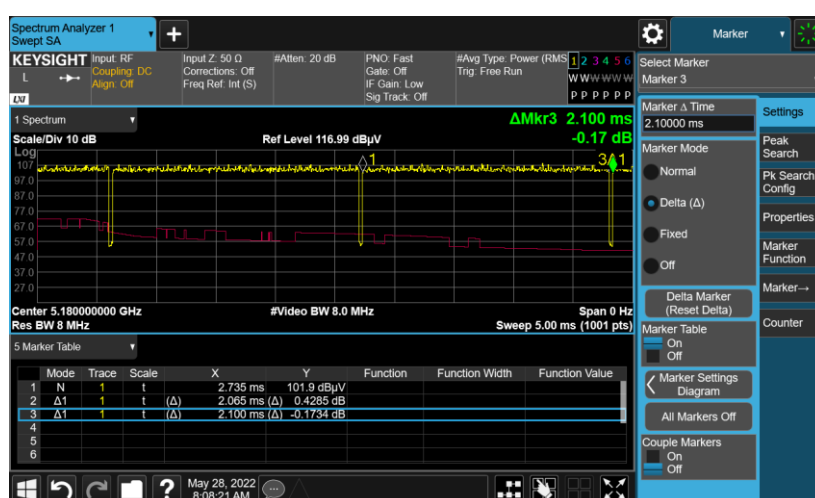 Spectrum Analyzer 1
Swept SA
+
Marker
KEYSIGHT
L
LXI
Input: RF
Coupling: DC
Align: Off
Input Z: 50 Ω
Corrections: Off
Freq Ref: Int (S)
#Atten: 20 dB
PNO: Fast
Gate: Off
IF Gain: Low
Sig Track: Off
#Avg Type: Power (RMS
Trig: Free Run
1 2 3 4 5 6
W W W W W W
P P P P P P
Select Marker
Marker 3
1 Spectrum
ΔMkr3 2.100 ms
Scale/Div 10 dB
Ref Level 116.99 dBµV
-0.17 dB
Log
107
97.0
87.0
77.0
67.0
57.0
47.0
37.0
27.0
1
3Δ1
Center 5.180000000 GHz
#Video BW 8.0 MHz
Span 0 Hz
Res BW 8 MHz
Sweep 5.00 ms (1001 pts)
5 Marker Table
Mode Trace Scale X Y Function Function Width Function Value
1 N 1 t 2.735 ms 101.9 dBµV
2 Δ1 1 t (Δ) 2.065 ms (Δ) 0.4285 dB
3 Δ1 1 t (Δ) 2.100 ms (Δ) -0.1734 dB
4
5
6
Marker Δ Time
2.10000 ms
Marker Mode
Normal
Delta (Δ)
Fixed
Off
Delta Marker
(Reset Delta)
Marker Table
On
Off
Marker Settings
Diagram
All Markers Off
Couple Markers
On
Off
Settings
Peak
Search
Pk Search
Config
Properties
Marker
Function
Marker→
Counter
?
May 28, 2022
8:08:21 AM